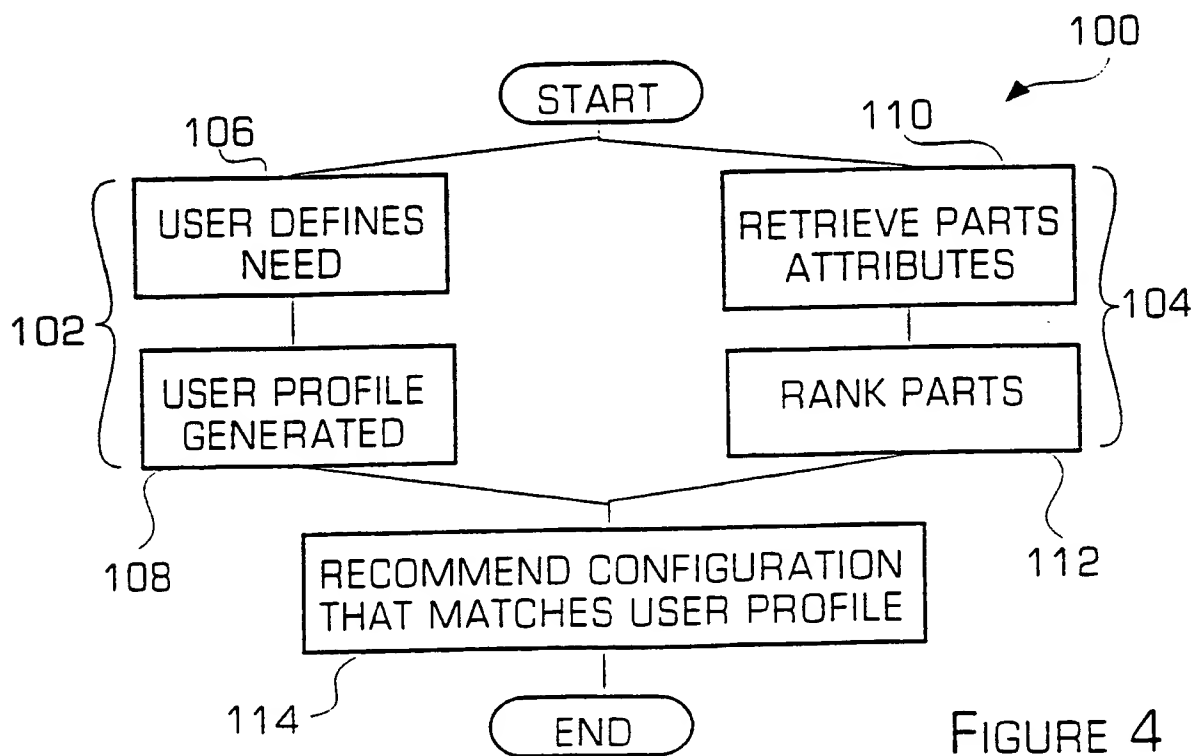 100
START
106
110
USER DEFINES
NEED
RETRIEVE PARTS
ATTRIBUTES
102
104
USER PROFILE
GENERATED
RANK PARTS
108
112
RECOMMEND CONFIGURATION
THAT MATCHES USER PROFILE
114
END
FIGURE 4